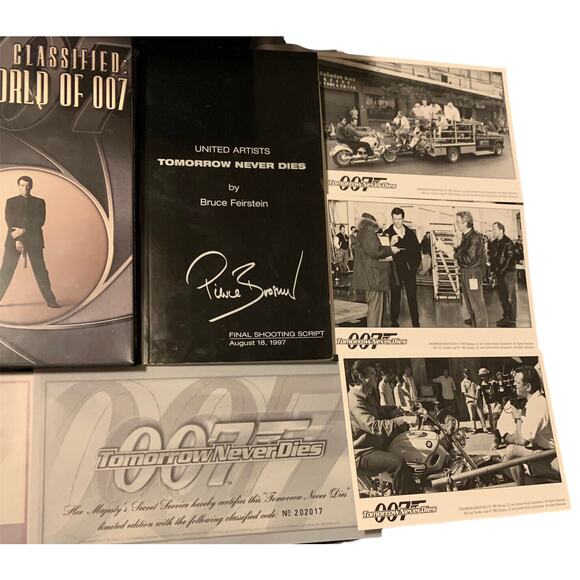 CLASSIFIED:
ORLD OF 007
UNITED ARTISTS
TOMORROW NEVER DIES
by
Bruce Feirstein
Pierce Brosnan
FINAL SHOOTING SCRIPT
August 18, 1997
007
Tomorrow Never Dies
007
Tomorrow Never Dies
007
Tomorrow Never Dies
007
Tomorrow Never Dies
Her Majesty's Secret Service hereby certifies this "Tomorrow Never Dies"
limited edition with the following classified code: Nº 202017